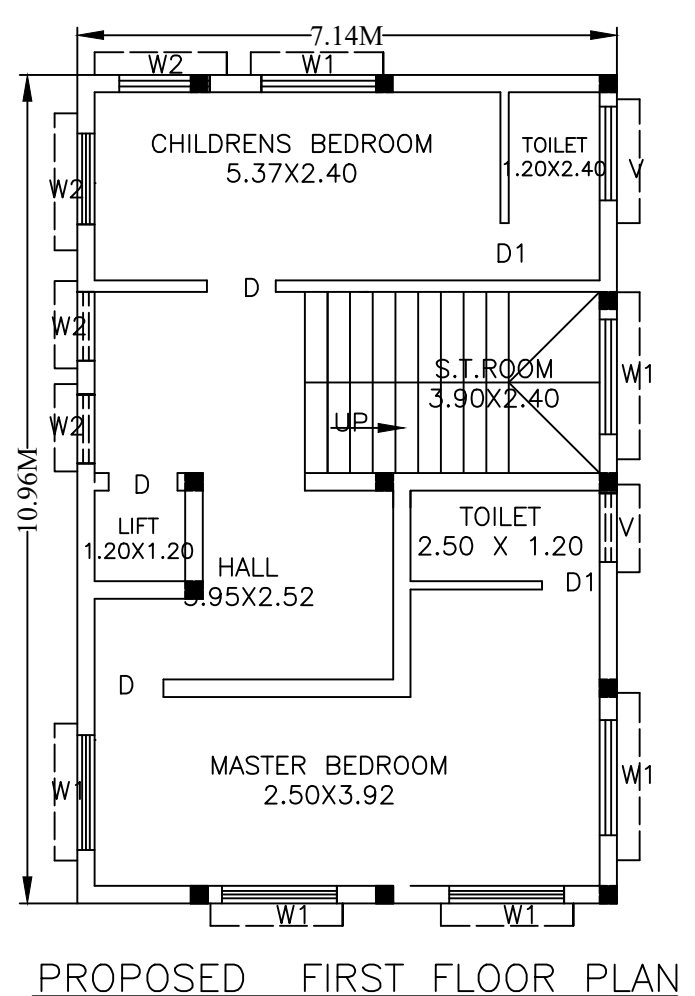 7.14M
W2
W1
CHILDRENS BEDROOM
5.37X2.40
TOILET
1.20X2.40
V
W2
D1
D
W2
S.T.ROOM
3.90X2.40
W1
UP
W2
10.96M
D
LIFT
1.20X1.20
TOILET
2.50 X 1.20
V
HALL
3.95X2.52
D1
D
MASTER BEDROOM
2.50X3.92
W1
W1
W1
W1
PROPOSED FIRST FLOOR PLAN